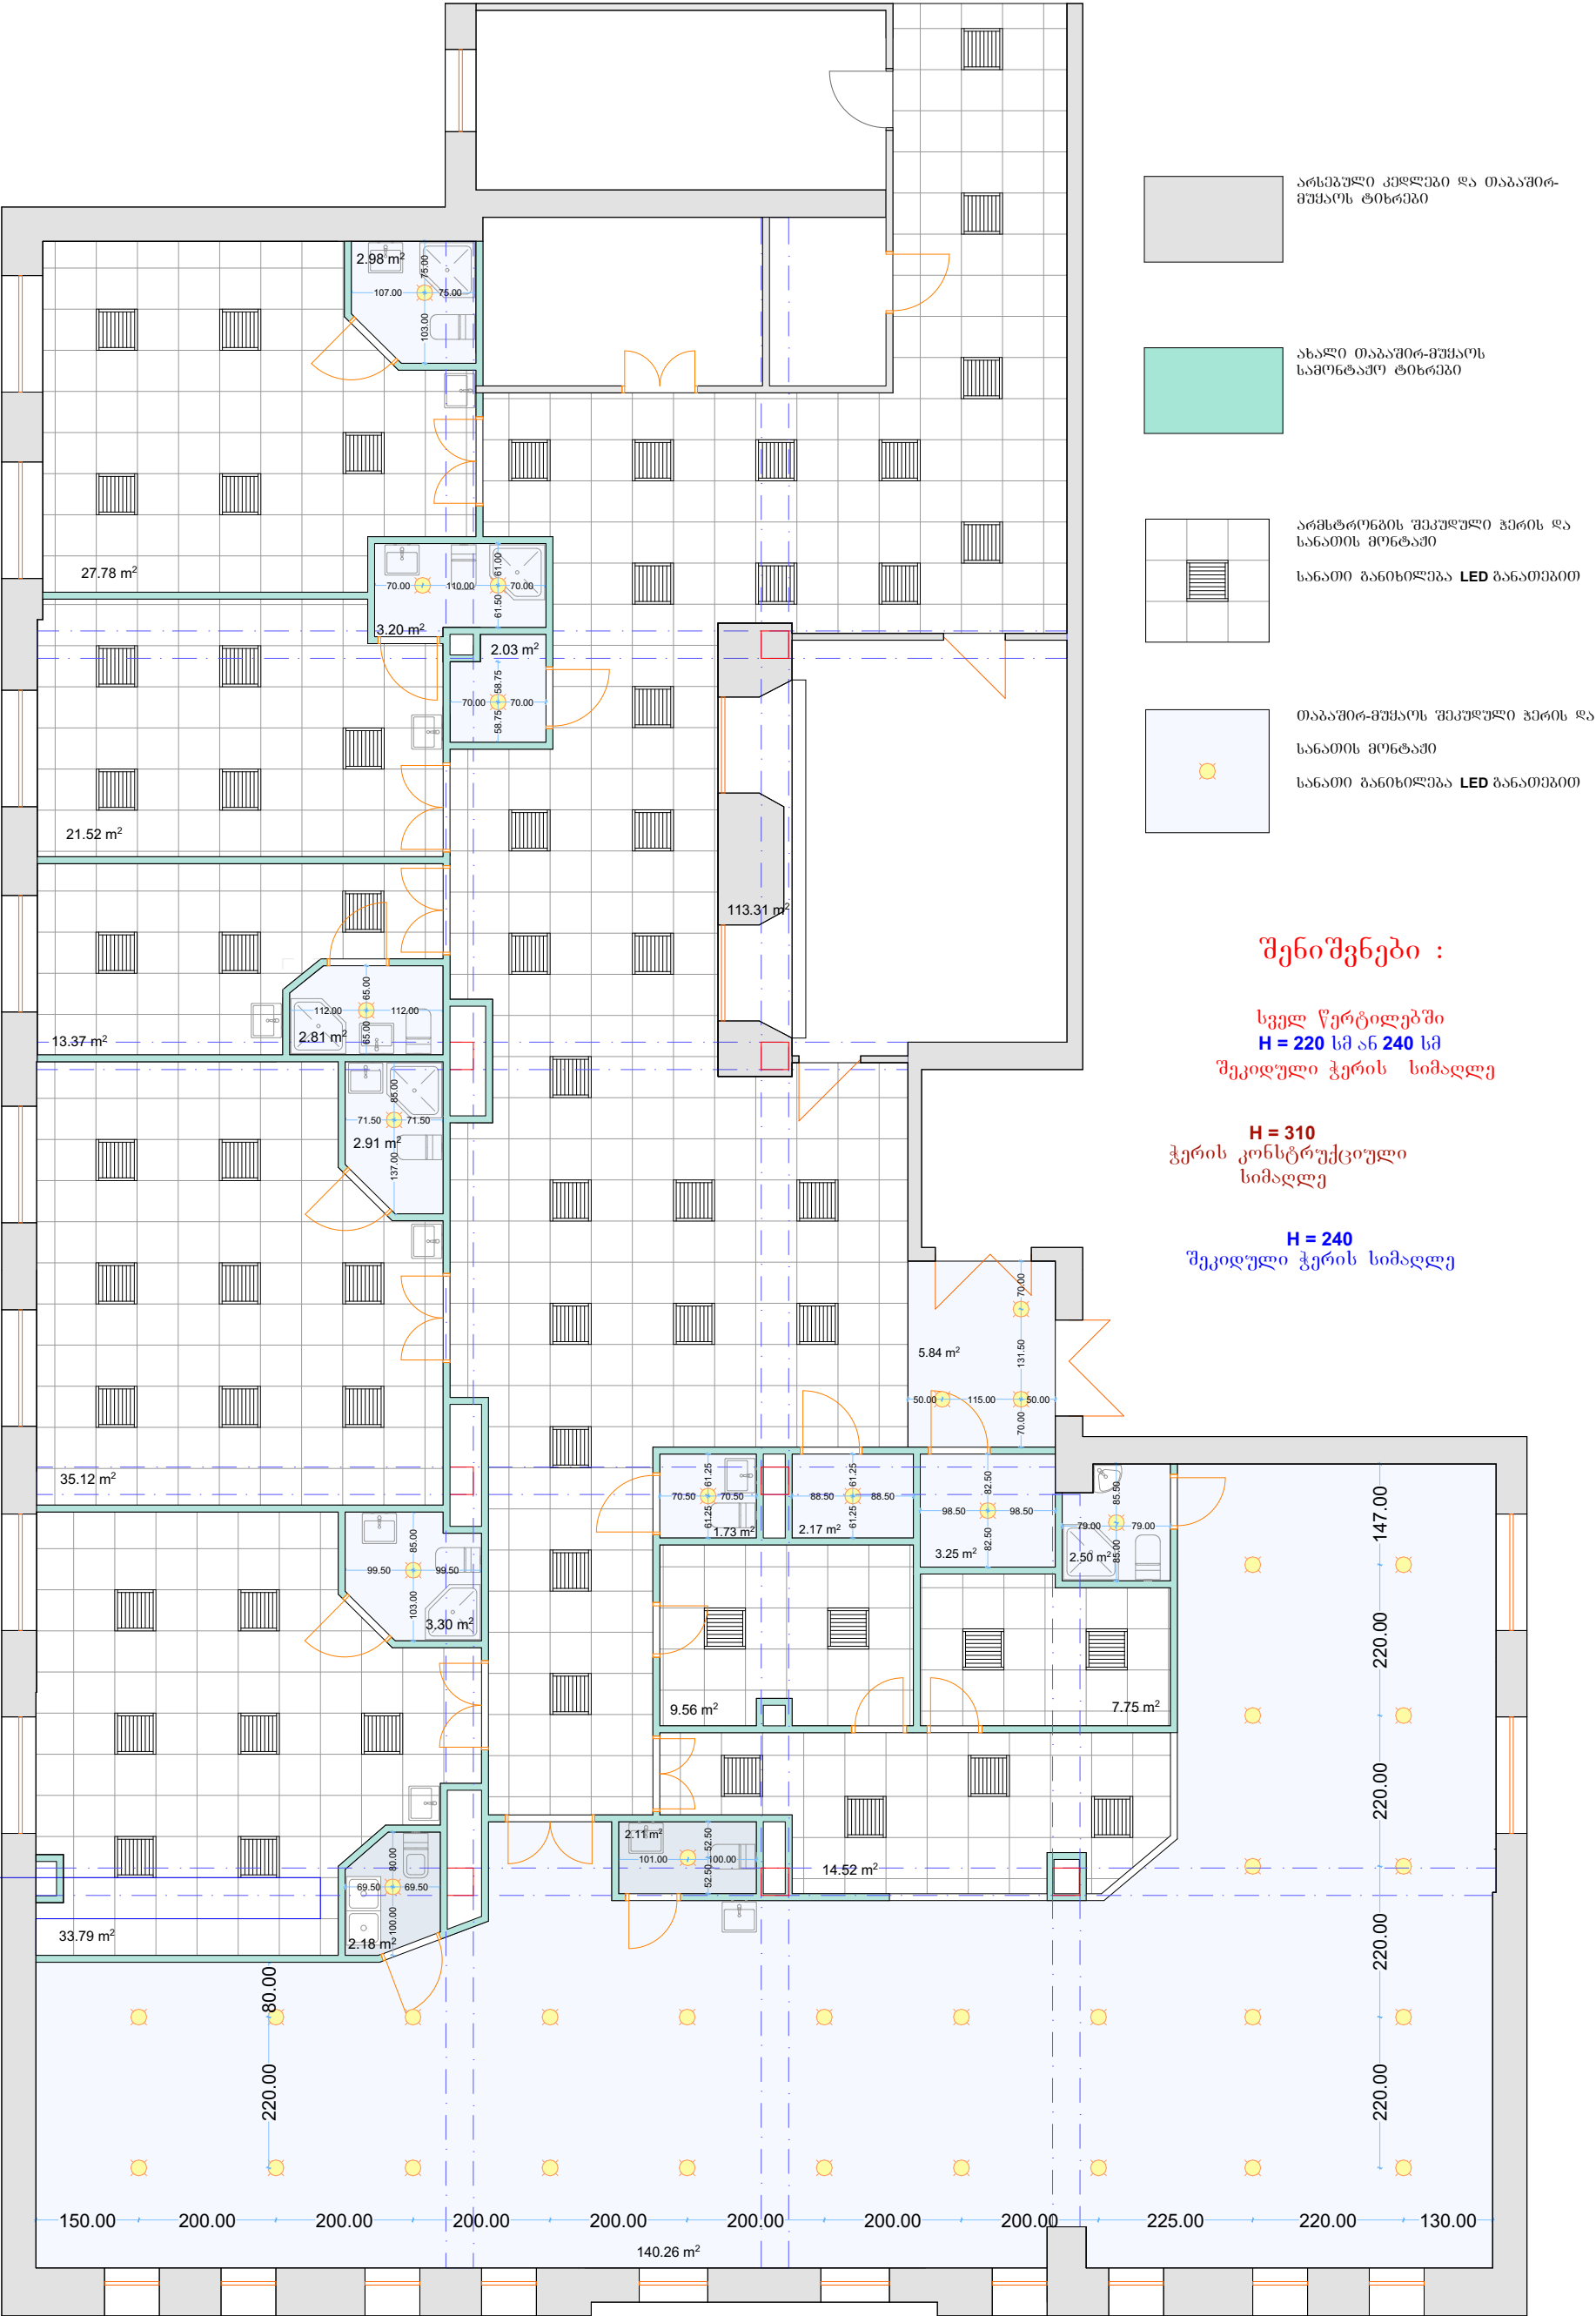 2.98 m²
75.00
107.00
75.00
103.00
27.78 m²
61.00
70.00
110.00
70.00
61.50
3.20 m²
2.03 m²
58.75
70.00
70.00
58.75
21.52 m²
113.31 m²
65.00
112.00
112.00
65.00
2.81 m²
13.37 m²
85.00
71.50
71.50
2.91 m²
137.00
70.00
131.50
5.84 m²
50.00
115.00
50.00
70.00
35.12 m²
61.25
70.50
70.50
61.25
1.73 m²
61.25
88.50
88.50
61.25
2.17 m²
82.50
98.50
98.50
82.50
3.25 m²
85.50
79.00
79.00
85.00
2.50 m²
147.00
85.00
99.50
99.50
103.00
3.30 m²
220.00
9.56 m²
7.75 m²
220.00
2.11 m²
52.50
101.00
100.00
52.50
14.52 m²
80.00
69.50
69.50
100.00
2.18 m²
33.79 m²
220.00
80.00
220.00
220.00
150.00
200.00
200.00
200.00
200.00
200.00
200.00
200.00
225.00
220.00
130.00
140.26 m²
არსებული კედლები და თაბაშირ-
მუყაოს ტიხრები
ახალი თაბაშირ-მუყაოს
სამონტაჟო ტიხრები
არმსტრონგის შეკუდული ჭერის და
სანათის მონტაჟი
სანათი განიხილება LED განათებით
თაბაშირ-მუყაოს შეკუდული ჭერის და
სანათის მონტაჟი
სანათი განიხილება LED განათებით
შენიშვნები :
სველ წერტილებში
H = 220 სმ ან 240 სმ
შეკიდული ჭერის სიმაღლე
H = 310
ჭერის კონსტრუქციული
სიმაღლე
H = 240
შეკიდული ჭერის სიმაღლე